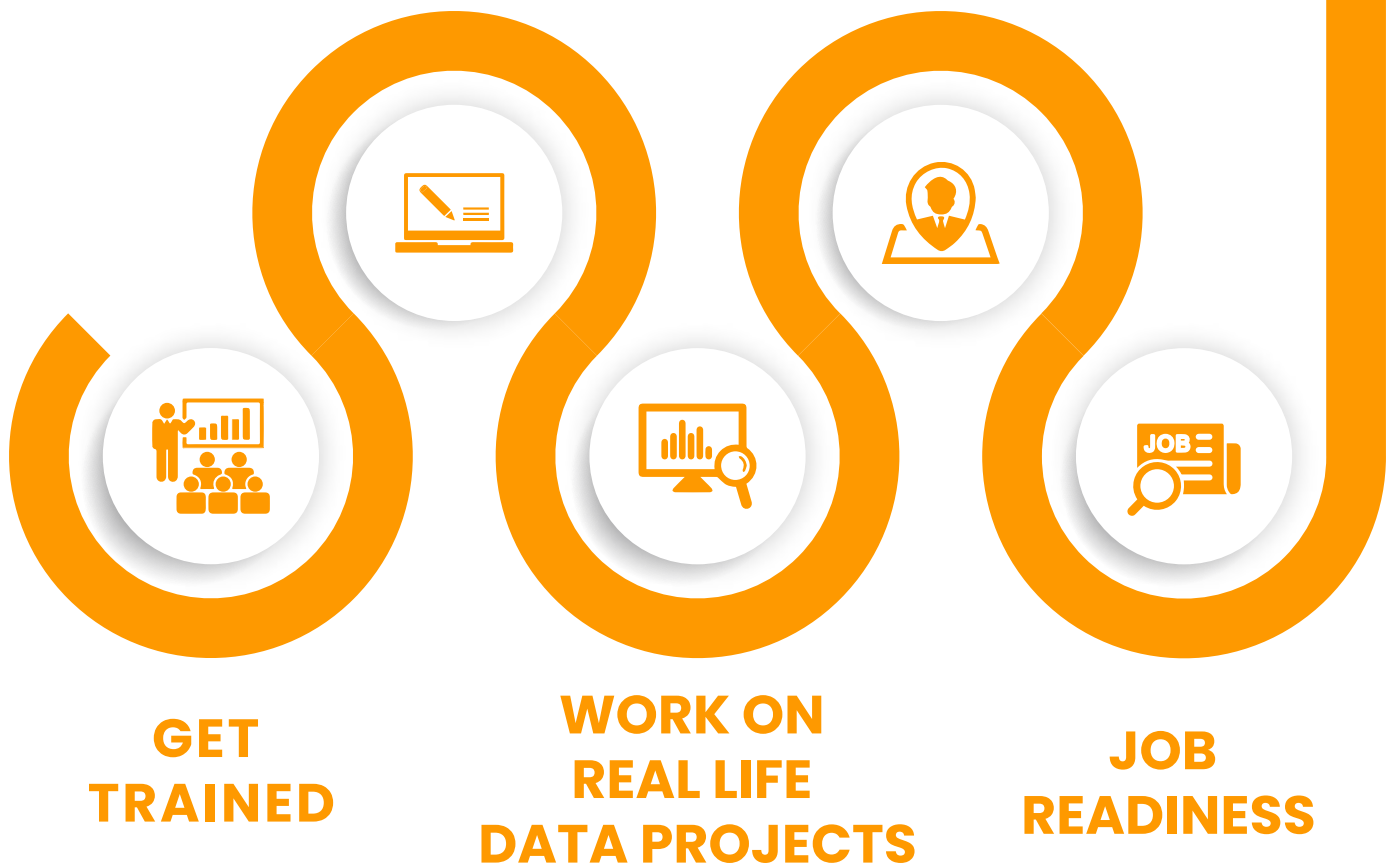 JOB
GET
TRAINED
WORK ON
REAL LIFE
DATA PROJECTS
JOB
READINESS